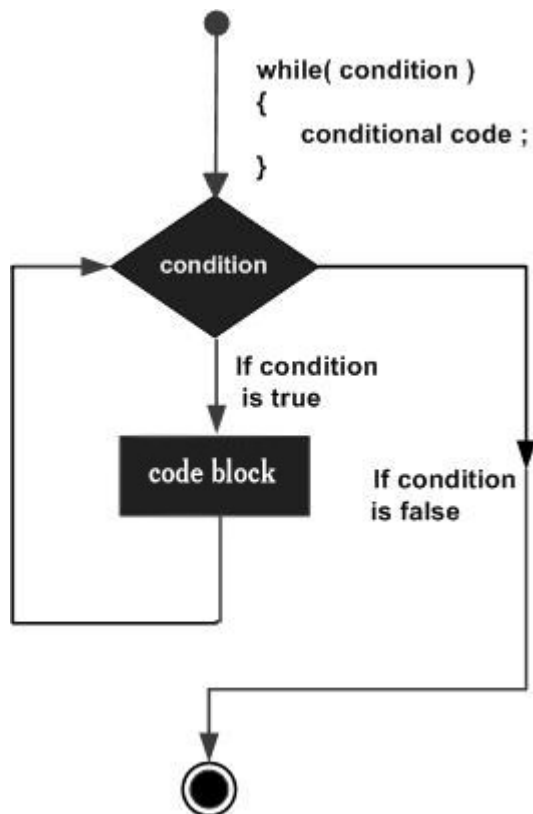 while( condition )
{
conditional code ;
}
condition
If condition
is true
code block
If condition
is false